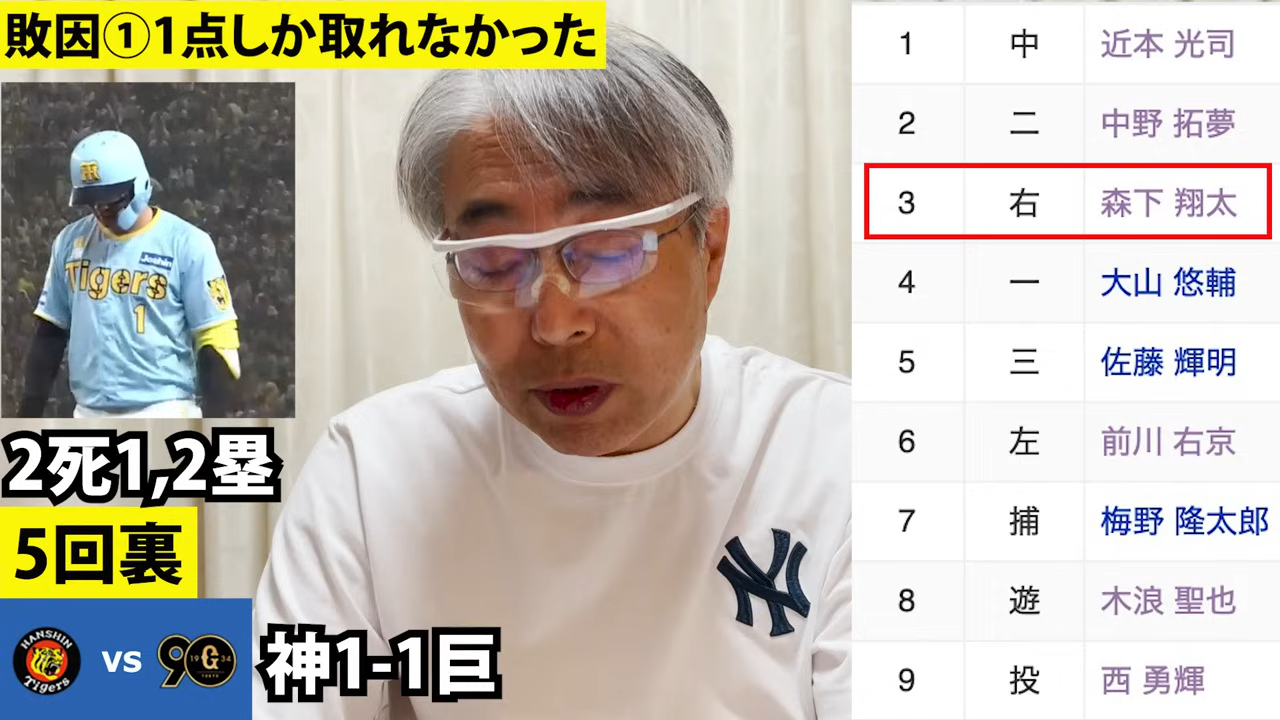 敗因①1点しか取れなかった
Joshin
Tigers
1
2死1,2塁
5回裏
HANSHIN
Tigers
vs
90
G
1934
TOKYO
神1-1巨
NY
1 中 近本 光司
2 二 中野 拓夢
3 右 森下 翔太
4 一 大山 悠輔
5 三 佐藤 輝明
6 左 前川 右京
7 捕 梅野 隆太郎
8 遊 木浪 聖也
9 投 西 勇輝